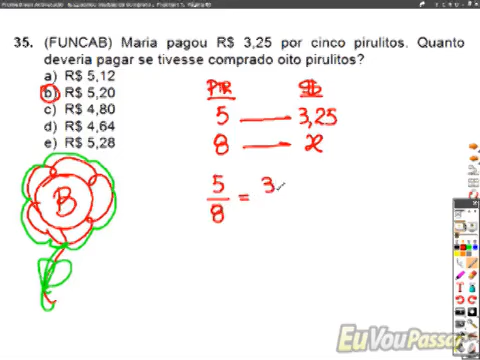 35. (FUNCAB) Maria pagou R$ 3,25 por cinco pirulitos. Quanto
deveria pagar se tivesse comprado oito pirulitos?
a) R$ 5,12
b) R$ 5,20
c) R$ 4,80
d) R$ 4,64
e) R$ 5,28
PIR $
5 3,25
8 x
5/8 = 3,
B
EuVouPassar